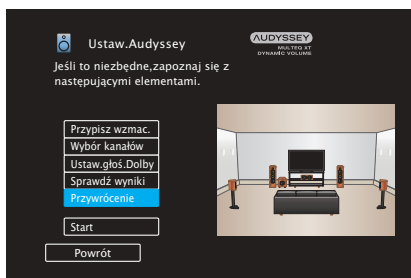 Ustaw.Audyssey
AUDYSSEY
MULTEQ XT
DYNAMIC VOLUME
Jeśli to niezbędne,zapoznaj się z
następującymi elementami.
Przypisz wzmac.
Wybór kanałów
Ustaw.głoś.Dolby
Sprawdź wyniki
Przywrócenie
Start
Powrót